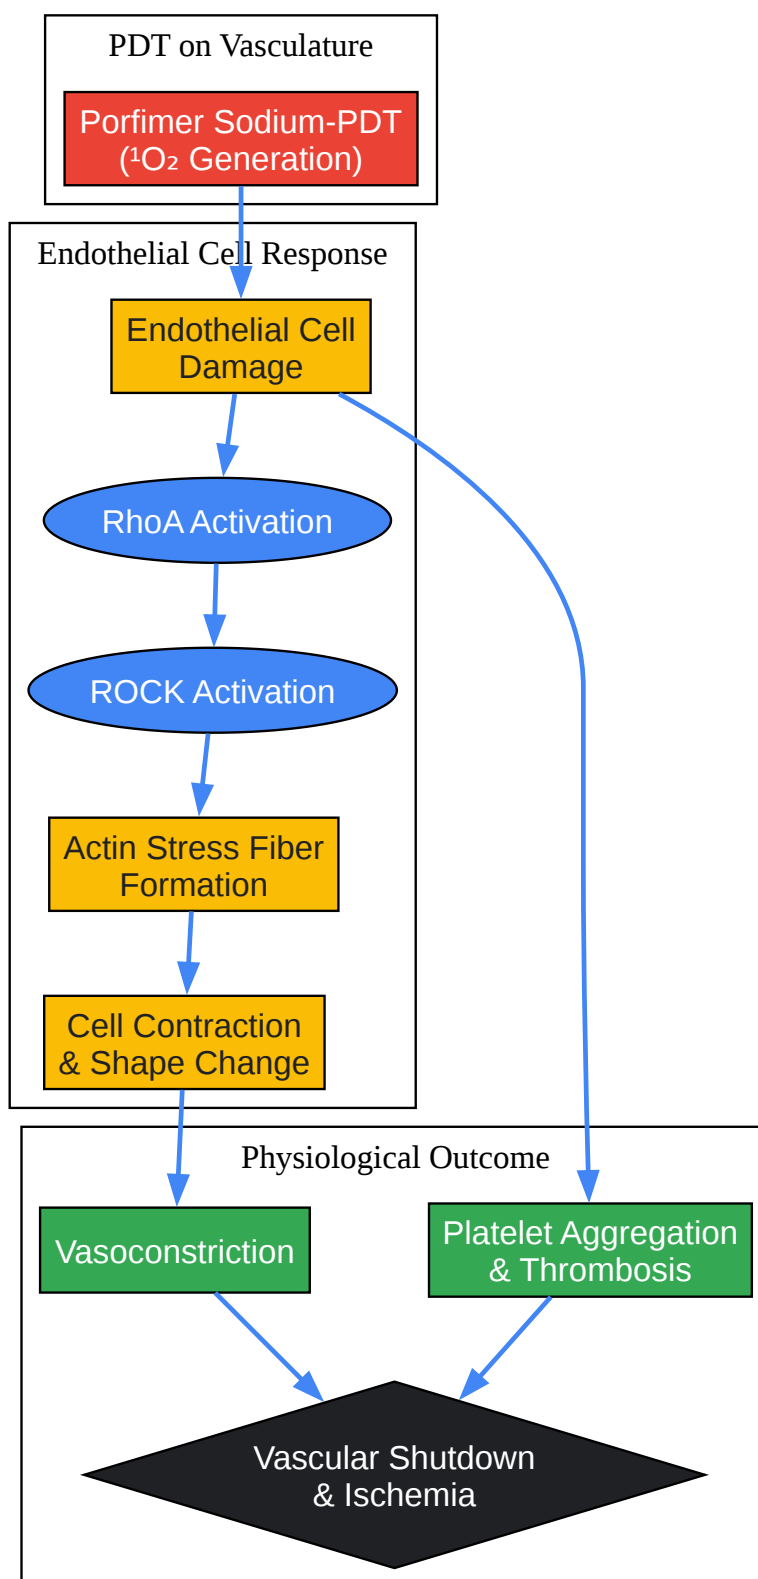 PDT on Vasculature
Porfimer Sodium-PDT
(¹O₂ Generation)
Endothelial Cell Response
Endothelial Cell
Damage
RhoA Activation
ROCK Activation
Actin Stress Fiber
Formation
Cell Contraction
& Shape Change
Physiological Outcome
Vasoconstriction
Platelet Aggregation
& Thrombosis
Vascular Shutdown
& Ischemia